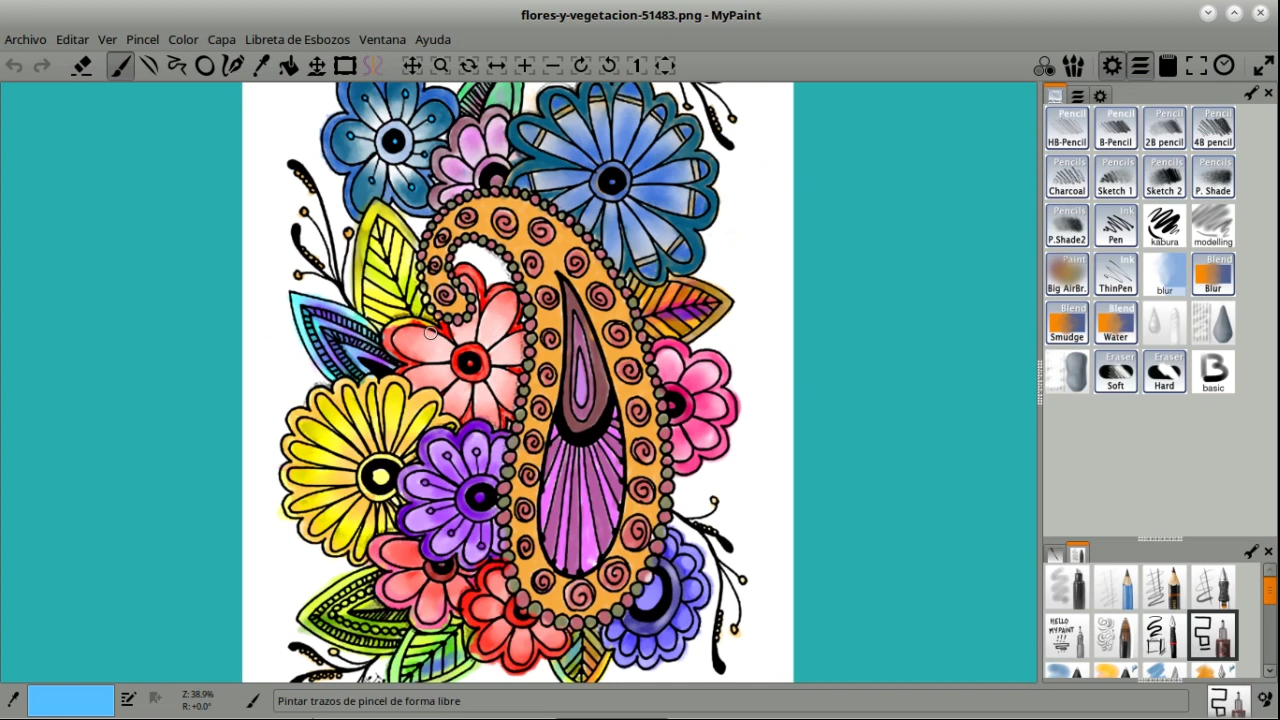 flores-y-vegetacion-51483.png - MyPaint
Archivo Editar Ver Pincel Color Capa Libreta de Esbozos Ventana Ayuda
Pencil Pencil Pencil Pencil
HB-Pencil B-Pencil 2B pencil 4B pencil
Pencils Pencils Pencils Pencils
Charcoal Sketch 1 Sketch 2 P. Shade
Pencils Ink
P.Shade2 Pen kabura modelling
Paint Ink Blend
Big AirBr. ThinPen blur Blur
Blend Blend
Smudge Water
Eraser Eraser
Soft Hard basic
HELLO
MYPAINT
!!!
Z: 38.9%
R: +0.0°
Pintar trazos de pincel de forma libre